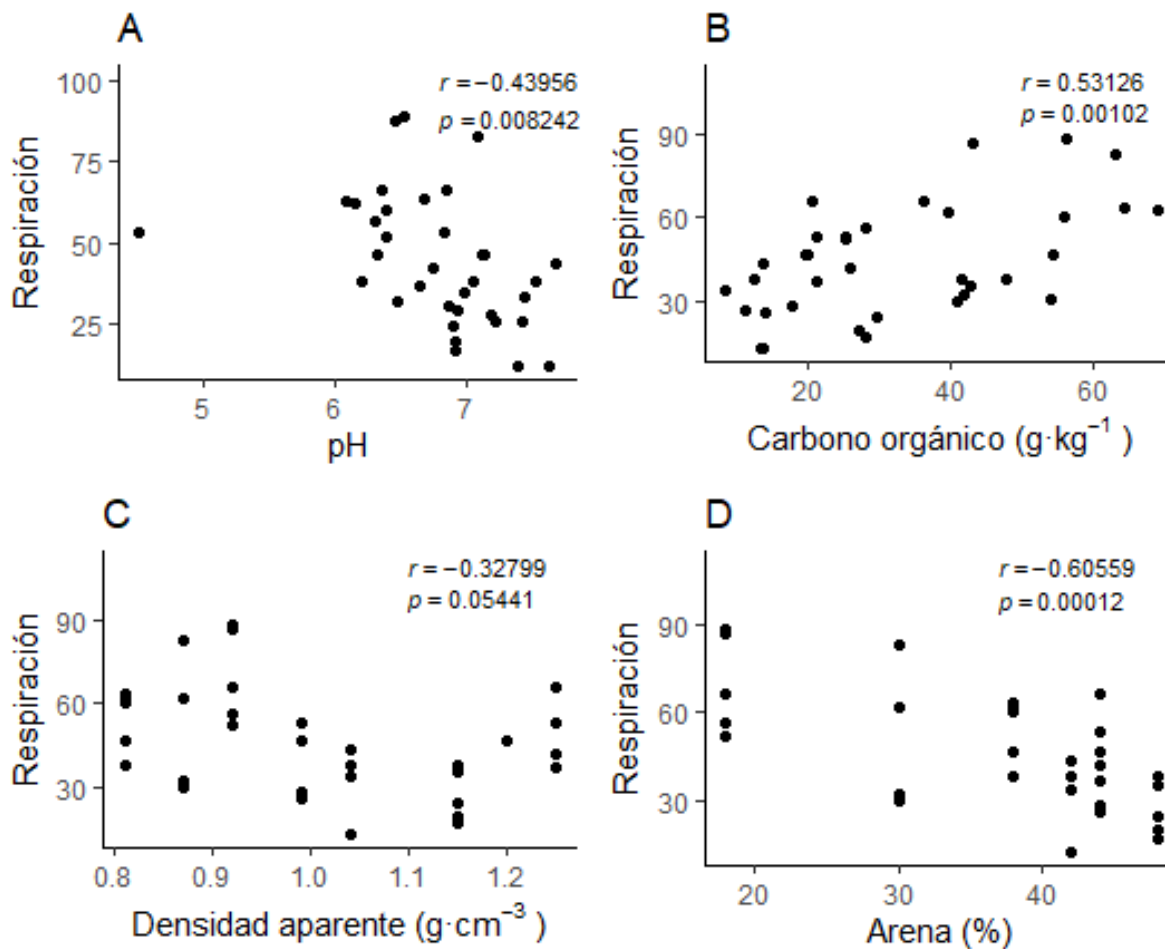 A
r = −0.43956
p = 0.008242
100
75
50
25
Respiración
5 6 7
pH
B
r = 0.53126
p = 0.00102
90
60
30
Respiración
20 40 60
Carbono orgánico (g·kg⁻¹ )
C
r = −0.32799
p = 0.05441
90
60
30
Respiración
0.8 0.9 1.0 1.1 1.2
Densidad aparente (g·cm⁻³ )
D
r = −0.60559
p = 0.00012
90
60
30
Respiración
20 30 40
Arena (%)